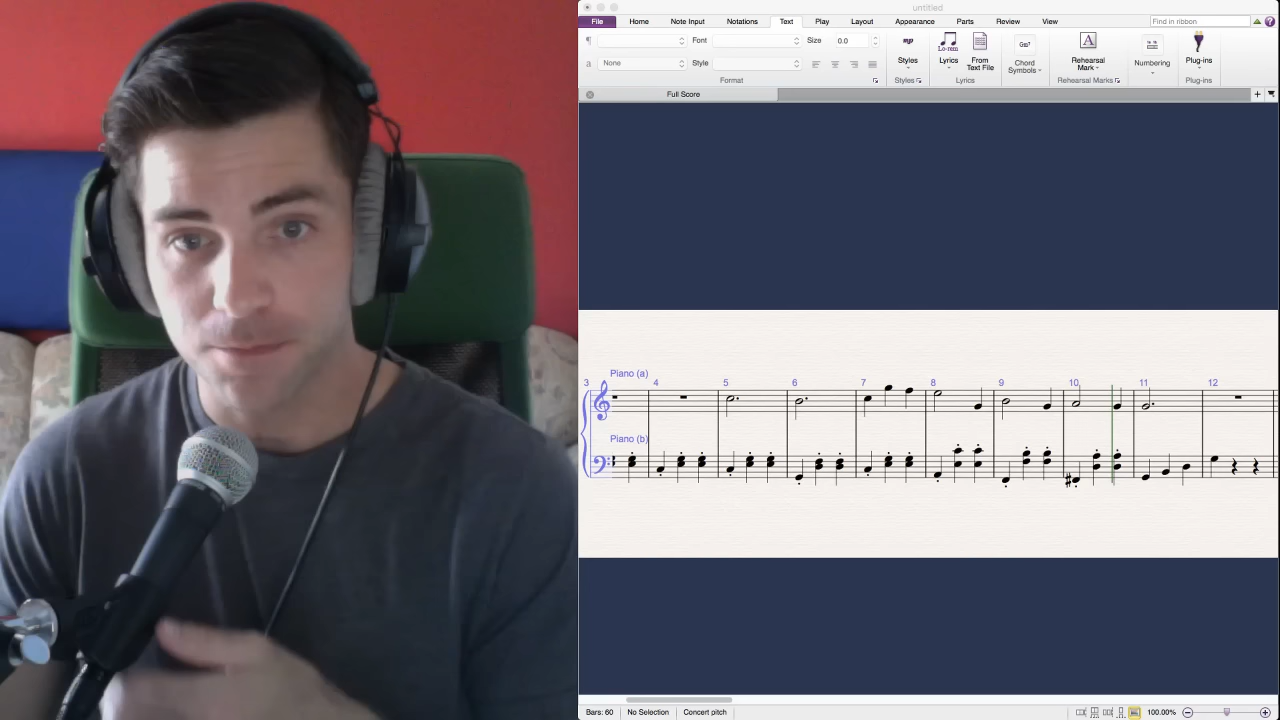 untitled
File Home Note Input Notations Text Play Layout Appearance Parts Review View Find in ribbon
Font Size 0.0
a None Style
Styles
Lyrics
From Text File
Chord Symbols
Rehearsal Mark
Numbering
Plug-ins
Format Styles Lyrics Rehearsal Marks Plug-ins
Full Score
Piano (a)
3 4 5 6 7 8 9 10 11 12
Piano (b)
Bars: 60 No Selection Concert pitch 100.00%